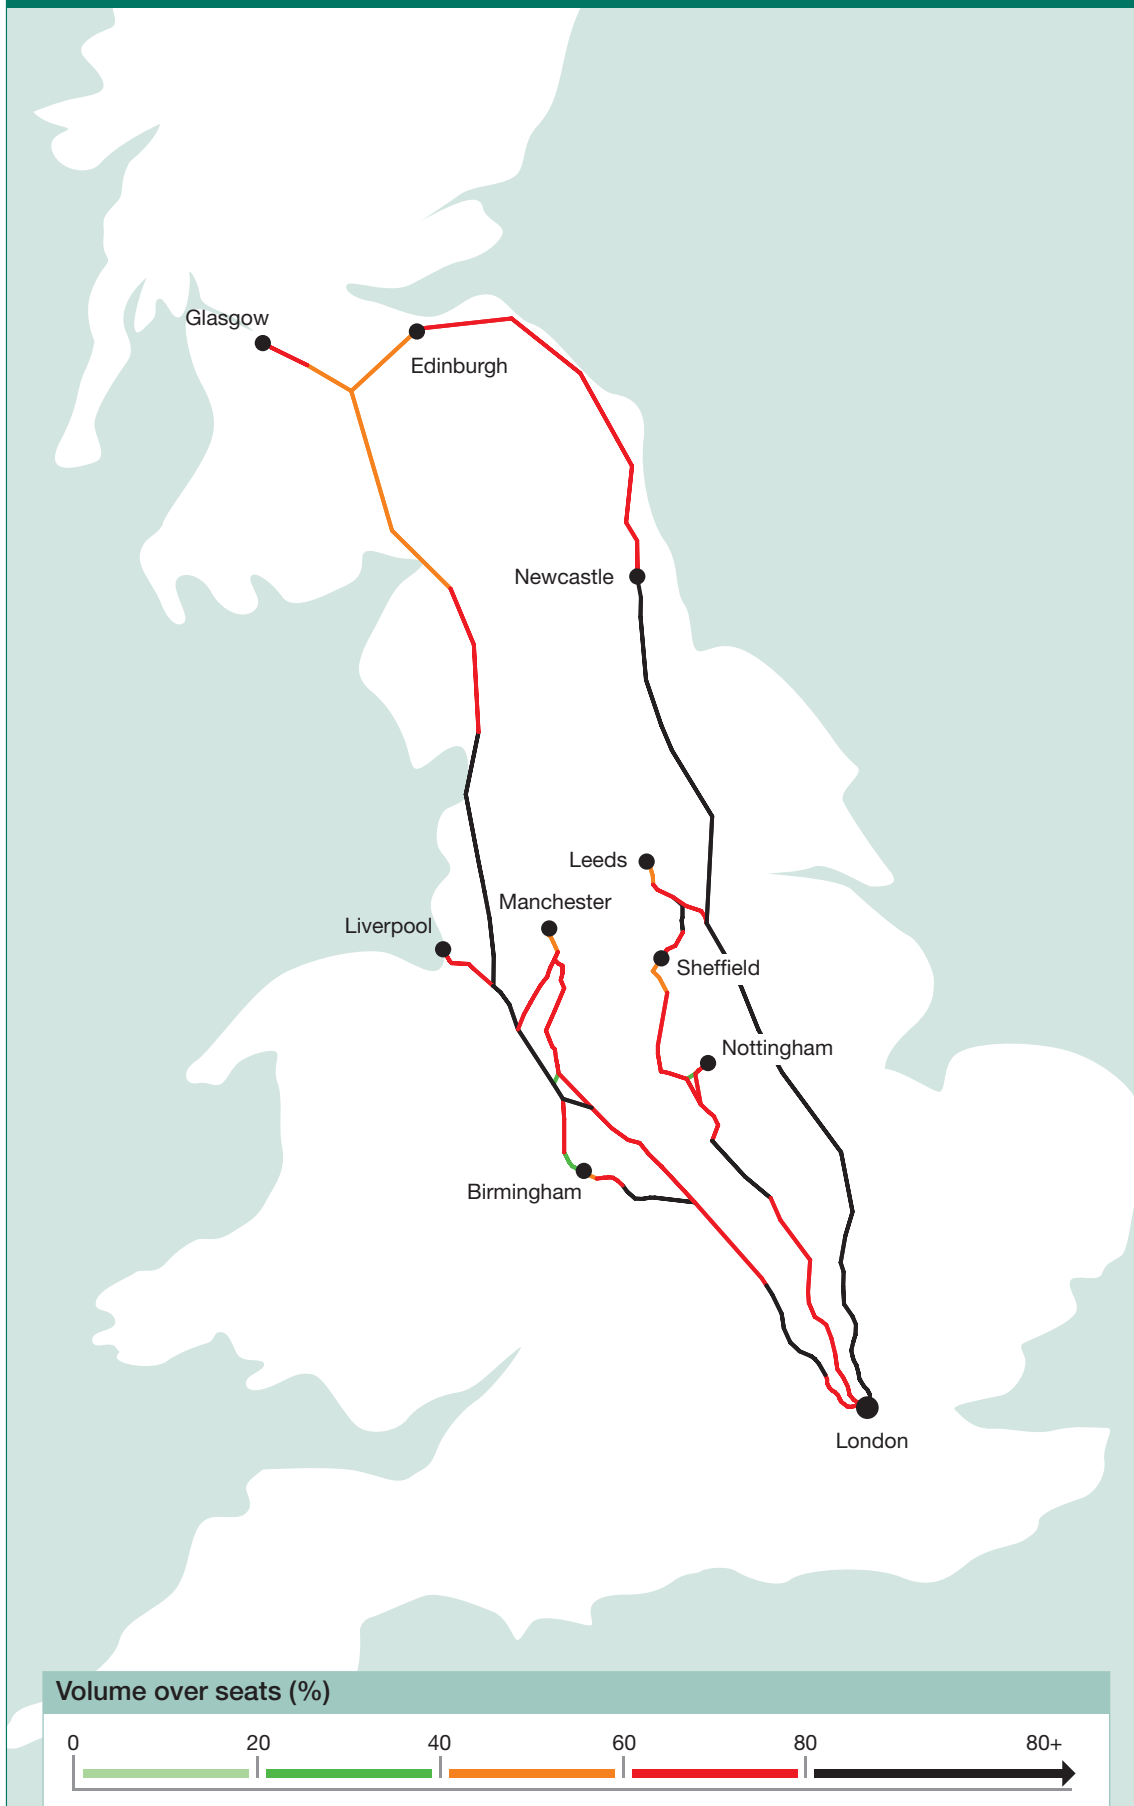 Glasgow
Edinburgh
Newcastle
Leeds
Manchester
Liverpool
Sheffield
Nottingham
Birmingham
London
Volume over seats (%)
0 20 40 60 80 80+